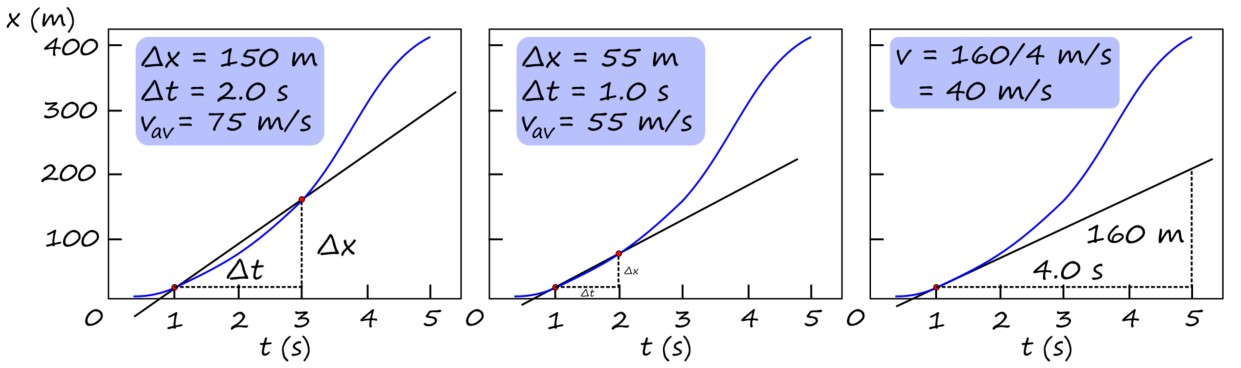 x (m)
400
300
200
100
0
1 2 3 4 5
t (s)
Δx = 150 m
Δt = 2.0 s
vav = 75 m/s
Δx
Δt
Δx = 55 m
Δt = 1.0 s
vav = 55 m/s
Δx
Δt
0
1 2 3 4 5
t (s)
v = 160/4 m/s
= 40 m/s
160 m
4.0 s
0
1 2 3 4 5
t (s)